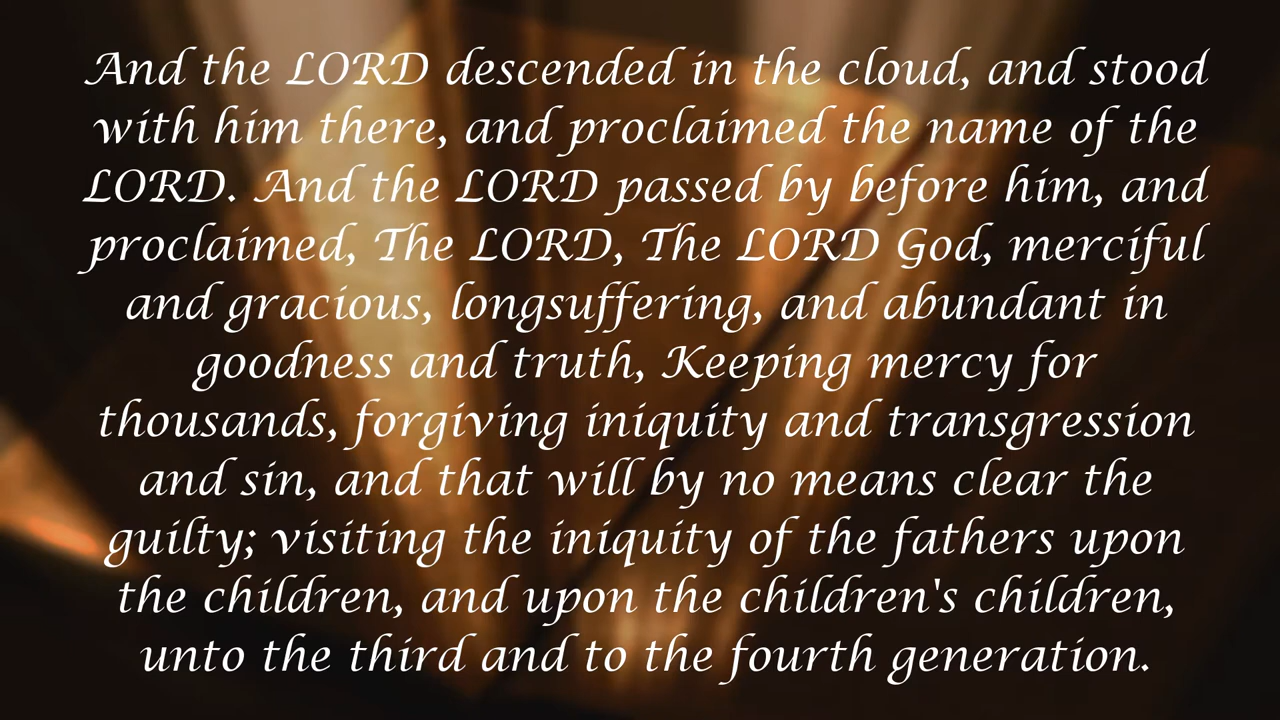 And the LORD descended in the cloud, and stood
with him there, and proclaimed the name of the
LORD. And the LORD passed by before him, and
proclaimed, The LORD, The LORD God, merciful
and gracious, longsuffering, and abundant in
goodness and truth, Keeping mercy for
thousands, forgiving iniquity and transgression
and sin, and that will by no means clear the
guilty; visiting the iniquity of the fathers upon
the children, and upon the children's children,
unto the third and to the fourth generation.